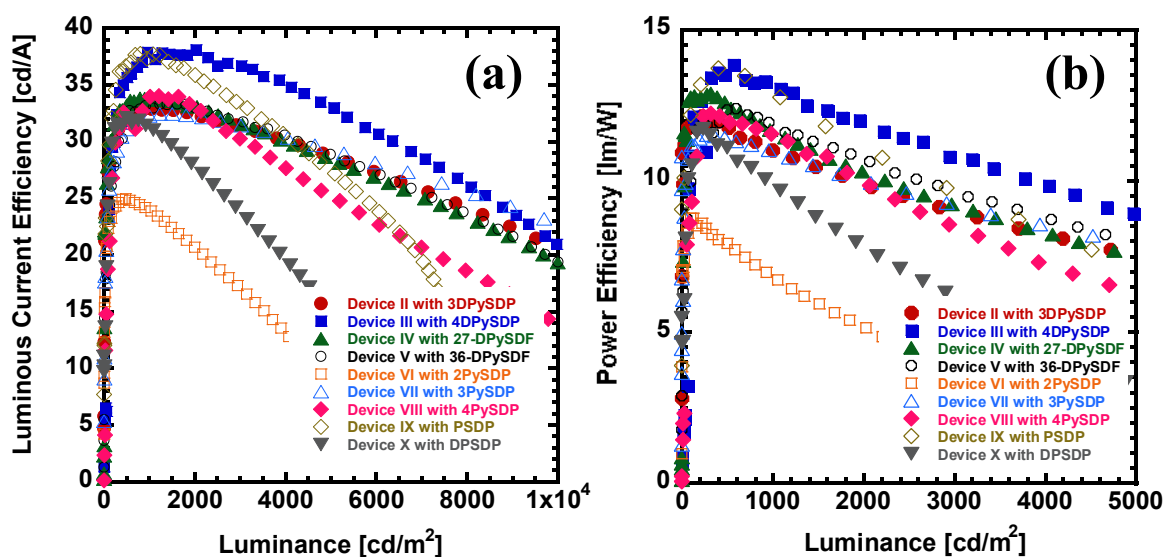 (a)
Luminous Current Efficiency [cd/A]
40
35
30
25
20
15
10
5
0
Device II with 3DPySDP
Device III with 4DPySDP
Device IV with 27-DPySDF
Device V with 36-DPySDF
Device VI with 2PySDP
Device VII with 3PySDP
Device VIII with 4PySDP
Device IX with PSDP
Device X with DPSDP
0 2000 4000 6000 8000 1×10⁴
Luminance [cd/m²]
(b)
Power Efficiency [lm/W]
15
10
5
0
Device II with 3DPySDP
Device III with 4DPySDP
Device IV with 27-DPySDF
Device V with 36-DPySDF
Device VI with 2PySDP
Device VII with 3PySDP
Device VIII with 4PySDP
Device IX with PSDP
Device X with DPSDP
0 1000 2000 3000 4000 5000
Luminance [cd/m²]